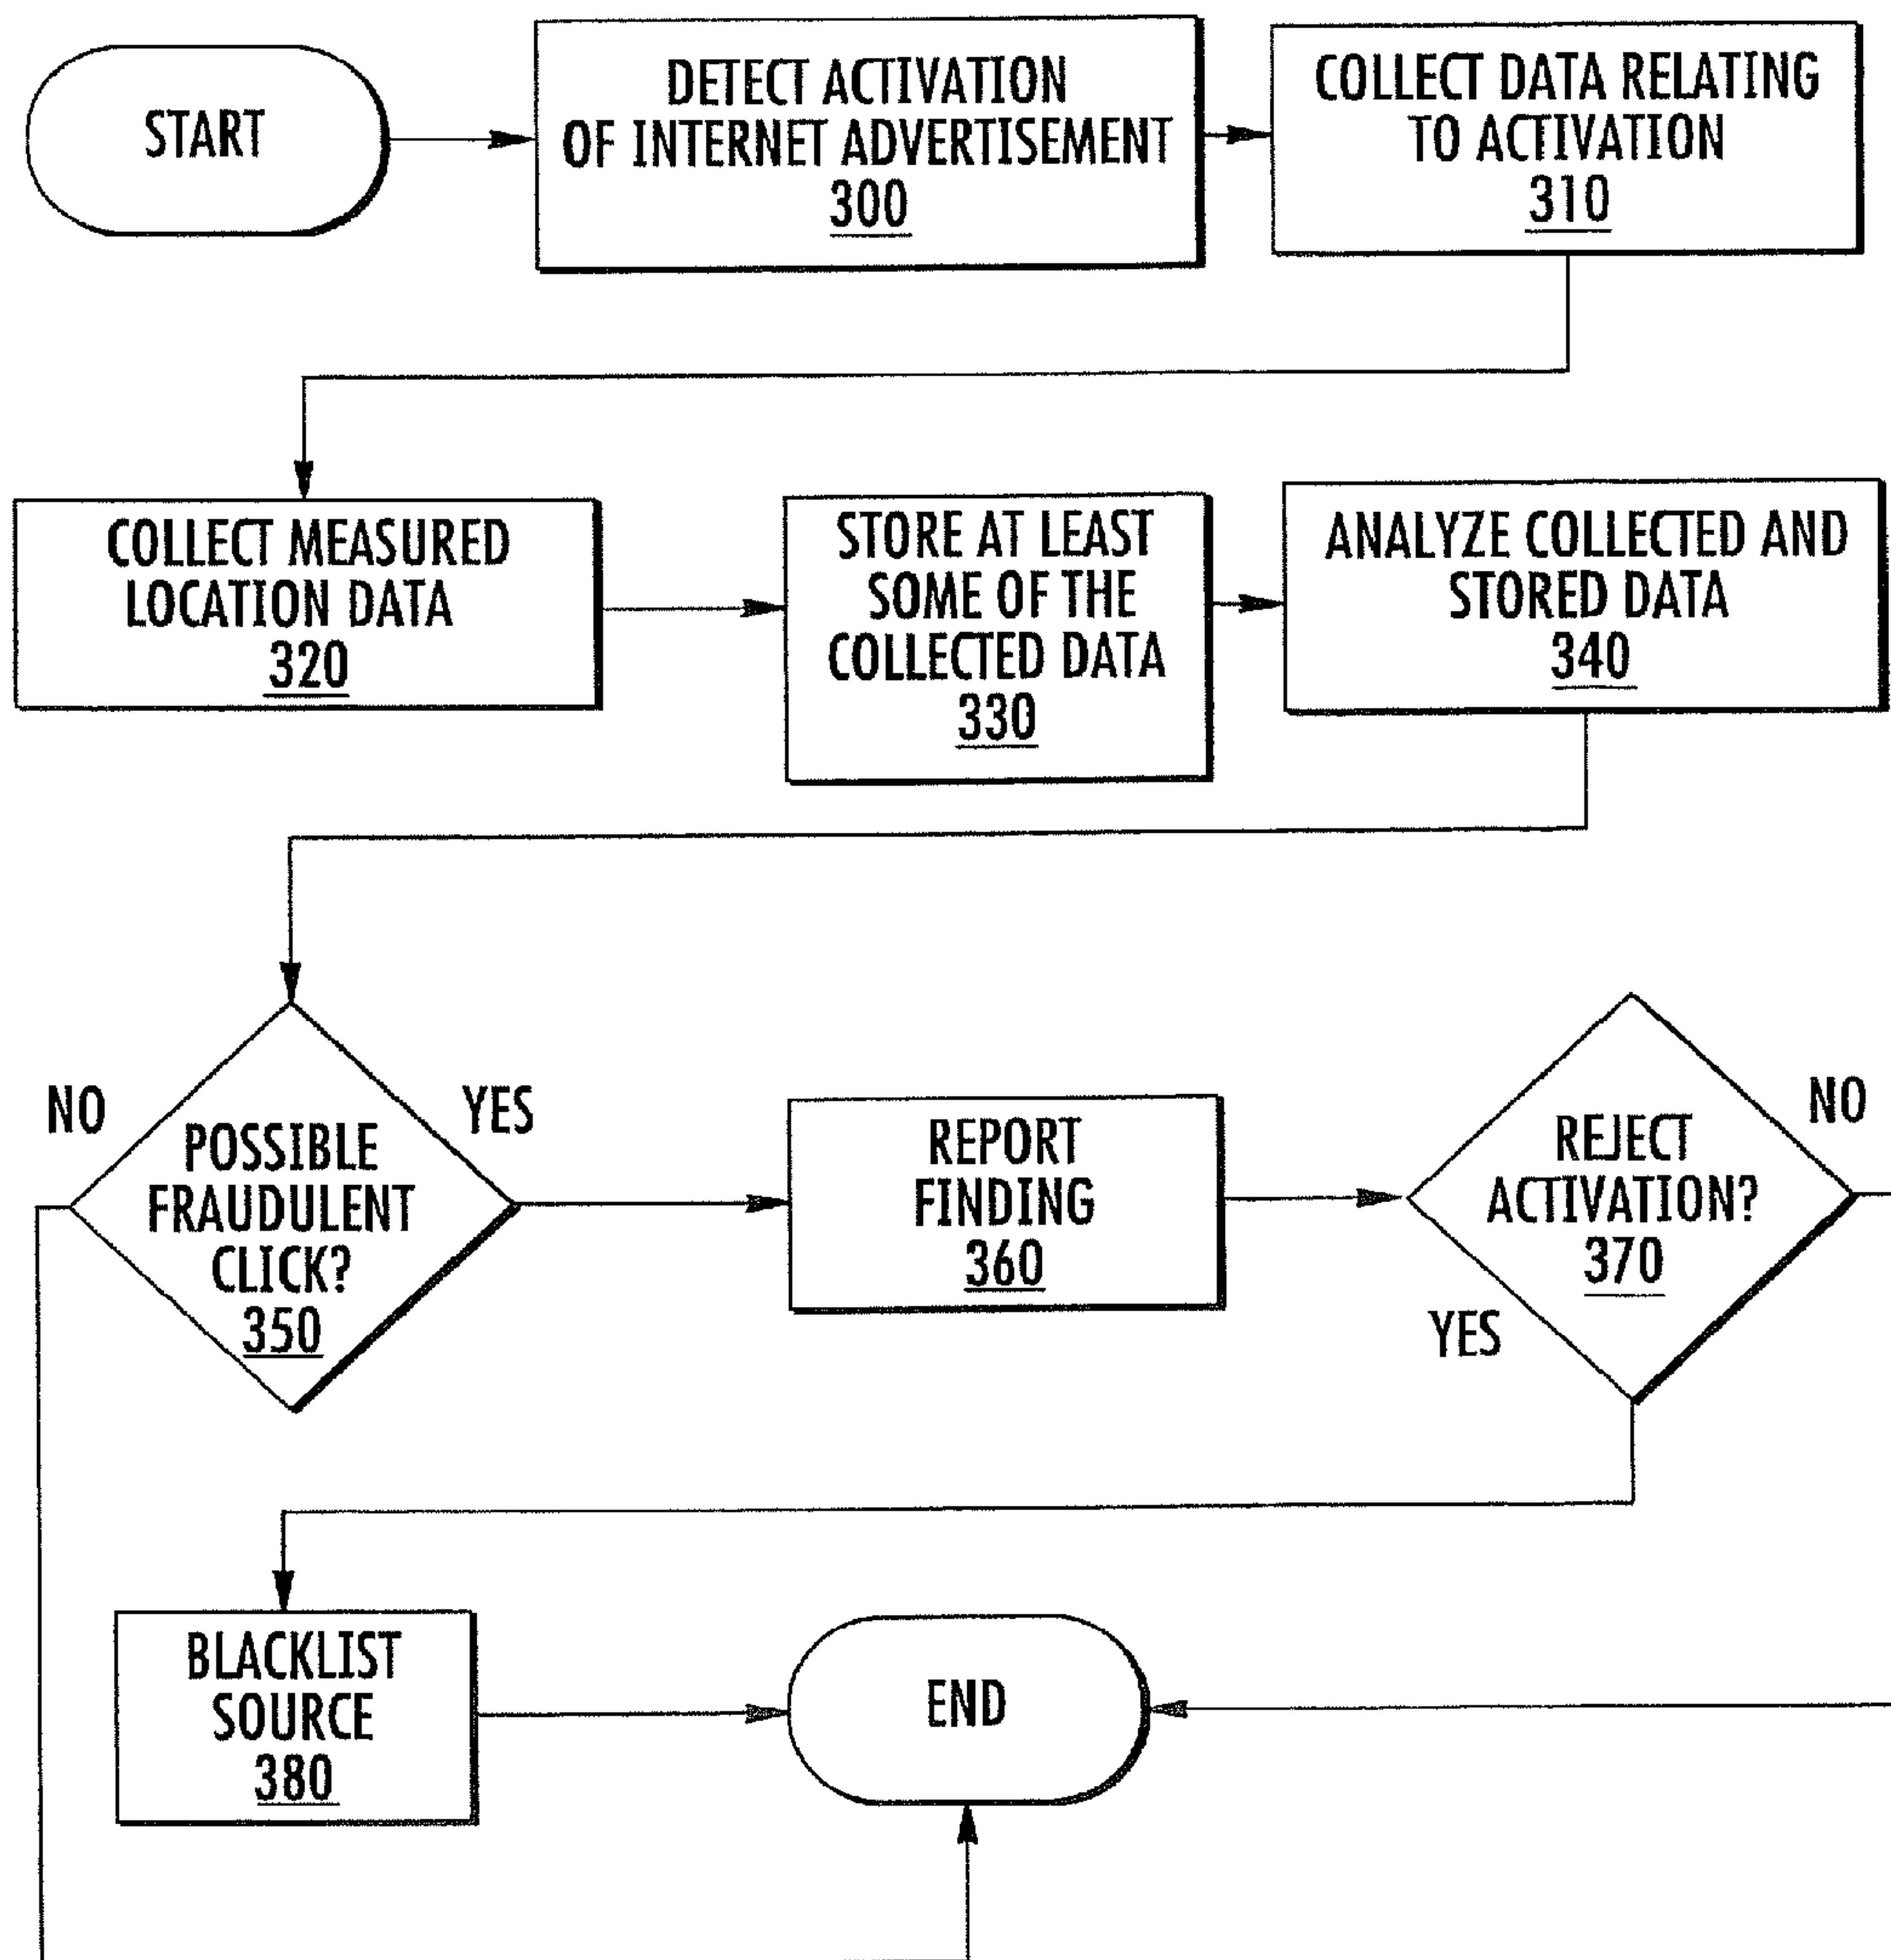 START
DETECT ACTIVATION
OF INTERNET ADVERTISEMENT
300
COLLECT DATA RELATING
TO ACTIVATION
310
COLLECT MEASURED
LOCATION DATA
320
STORE AT LEAST
SOME OF THE
COLLECTED DATA
330
ANALYZE COLLECTED AND
STORED DATA
340
NO
POSSIBLE
FRAUDULENT
CLICK?
350
YES
REPORT
FINDING
360
REJECT
ACTIVATION?
370
NO
YES
BLACKLIST
SOURCE
380
END